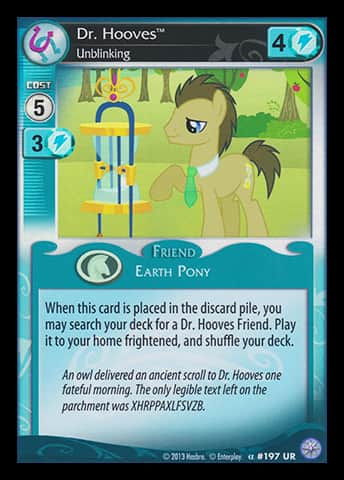 Dr. Hooves™
Unblinking
4
COST
5
3
FRIEND
EARTH PONY
When this card is placed in the discard pile, you
may search your deck for a Dr. Hooves Friend. Play
it to your home frightened, and shuffle your deck.
An owl delivered an ancient scroll to Dr. Hooves one
fateful morning. The only legible text left on the
parchment was XHRPPAXLFSVZB.
© 2013 Hasbro. © Enterplay. α #197 UR